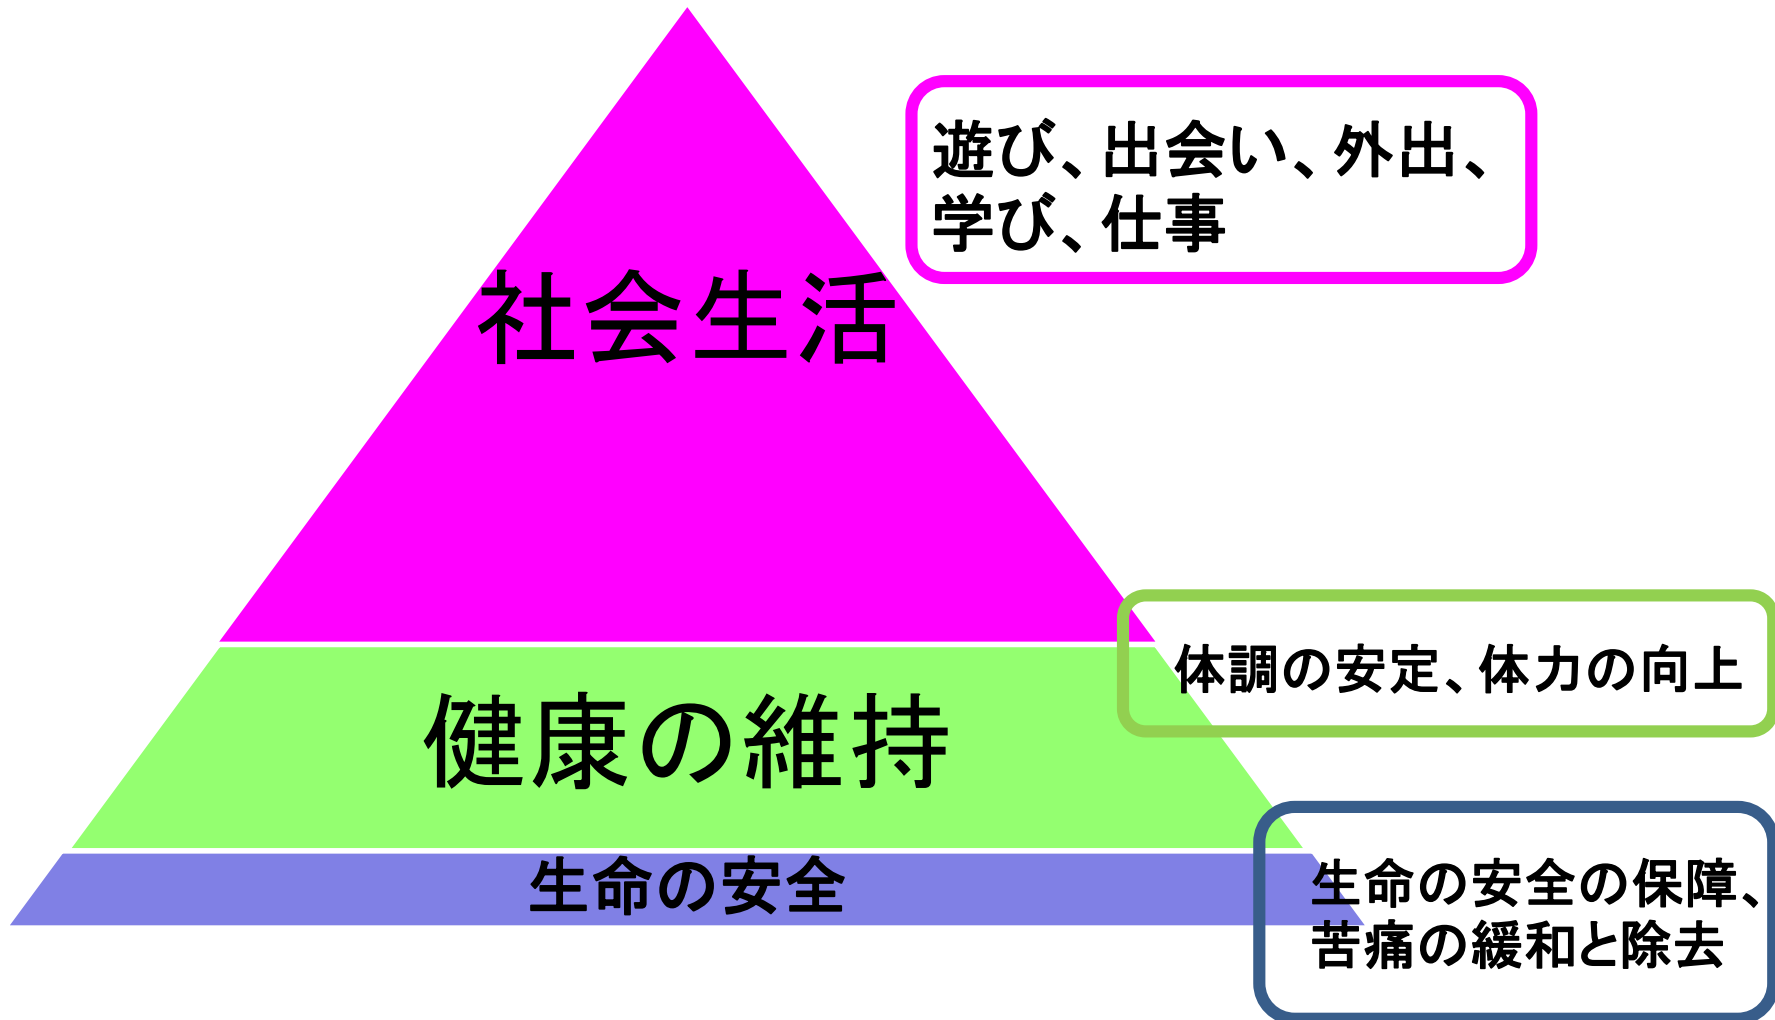 遊び、出会い、外出、
学び、仕事
社会生活
体調の安定、体力の向上
健康の維持
生命の安全
生命の安全の保障、
苦痛の緩和と除去